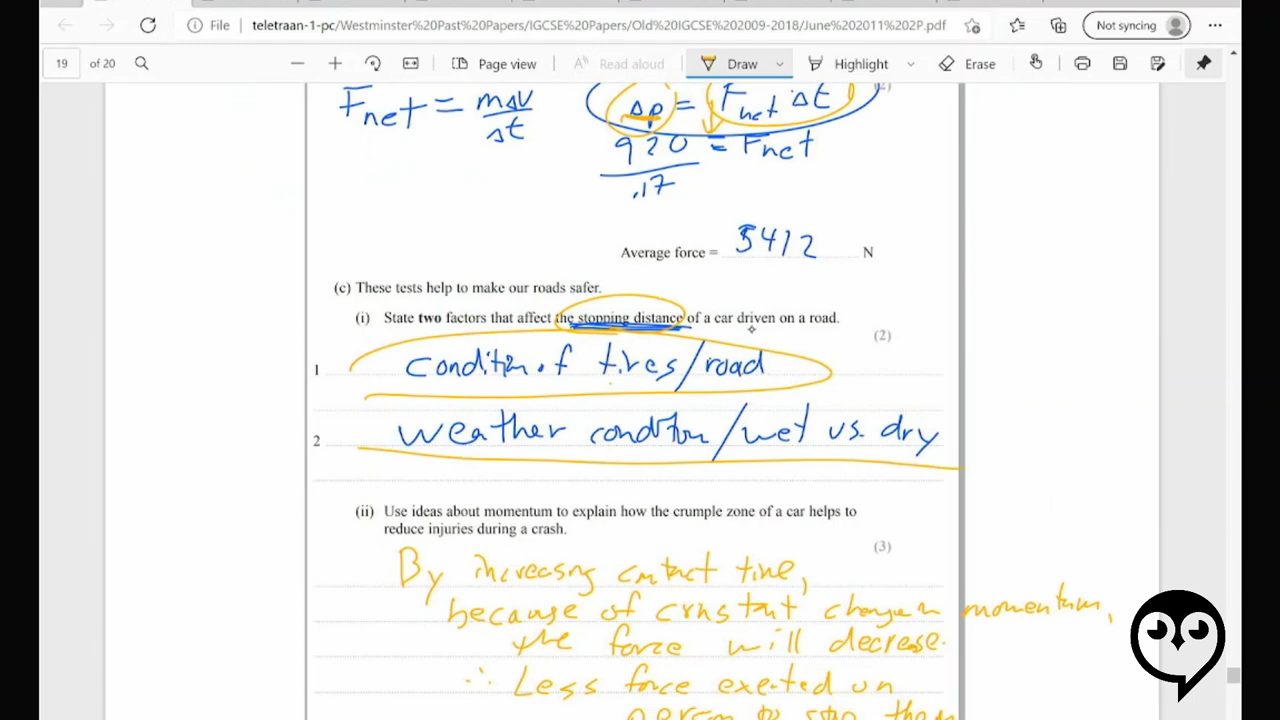 File teletraan-1-pc/Westminster%20Past%20Papers/IGCSE%20Papers/Old%20IGCSE%202009-2018/June%202011%202P.pdf Not syncing
19 of 20 Page view Read aloud Draw Highlight Erase
Fnet = mΔv
Δt
Δp = Fnet Δt
920 = Fnet
.17
Average force = 5412 N
(c) These tests help to make our roads safer.
(i) State two factors that affect the stopping distance of a car driven on a road.
(2)
1 condition of tires/road
2 weather condition/wet vs. dry
(ii) Use ideas about momentum to explain how the crumple zone of a car helps to
reduce injuries during a crash.
(3)
By increasing contact time,
because of constant change in momentum,
the force will decrease.
∴ Less force exerted on
person to stop them